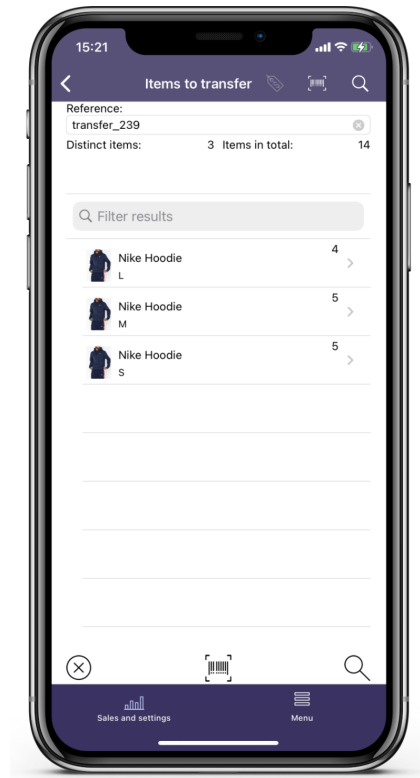 15:21
Items to transfer
Reference:
transfer_239
Distinct items: 3 Items in total: 14
Filter results
Nike Hoodie 4
L
Nike Hoodie 5
M
Nike Hoodie 5
S
Sales and settings Menu